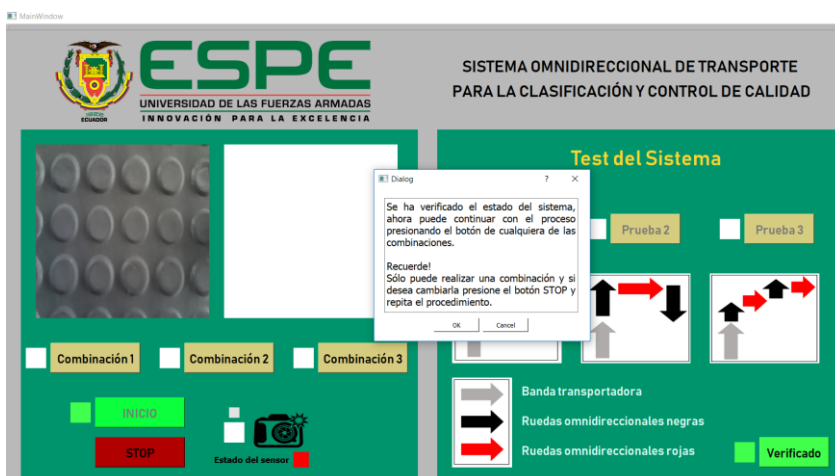 MainWindow
ESPE
UNIVERSIDAD DE LAS FUERZAS ARMADAS
INNOVACIÓN PARA LA EXCELENCIA
ECUADOR
SISTEMA OMNIDIRECCIONAL DE TRANSPORTE
PARA LA CLASIFICACIÓN Y CONTROL DE CALIDAD
Test del Sistema
Dialog
? ×
Se ha verificado el estado del sistema,
ahora puede continuar con el proceso
presionando el botón de cualquiera de las
combinaciones.
Recuerde!
Sólo puede realizar una combinación y si
desea cambiarla presione el botón STOP y
repita el procedimiento.
OK
Cancel
Prueba 2
Prueba 3
Combinación 1
Combinación 2
Combinación 3
INICIO
STOP
Estado del sensor
Banda transportadora
Ruedas omnidireccionales negras
Ruedas omnidireccionales rojas
Verificado